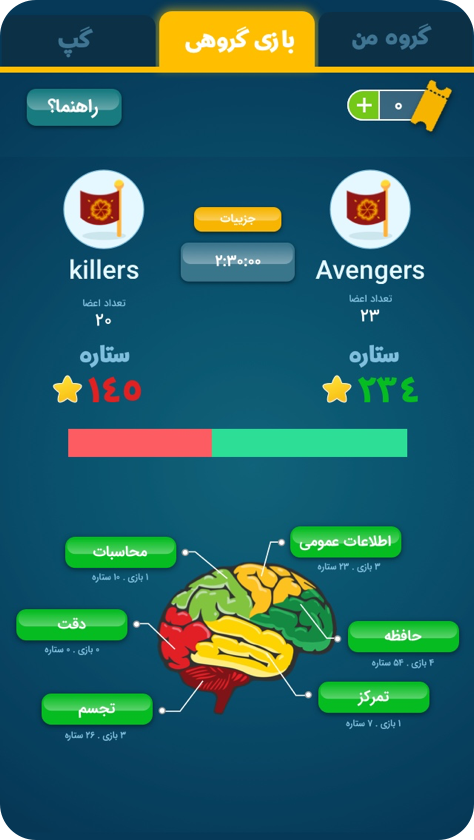 گروه من
بازی گروهی
گپ
۰
راهنما؟
جزییات
۲:۳۰:۰۰
Avengers
killers
تعداد اعضا
۲۳
تعداد اعضا
۲۰
ستاره
۲۳٤
ستاره
۱٤۵
اطلاعات عمومی
۳ بازی . ۲۳ ستاره
محاسبات
۱ بازی . ۱۰ ستاره
حافظه
۴ بازی . ۵۴ ستاره
دقت
۰ بازی . ۰ ستاره
تمرکز
۱ بازی . ۷ ستاره
تجسم
۳ بازی . ۲۶ ستاره